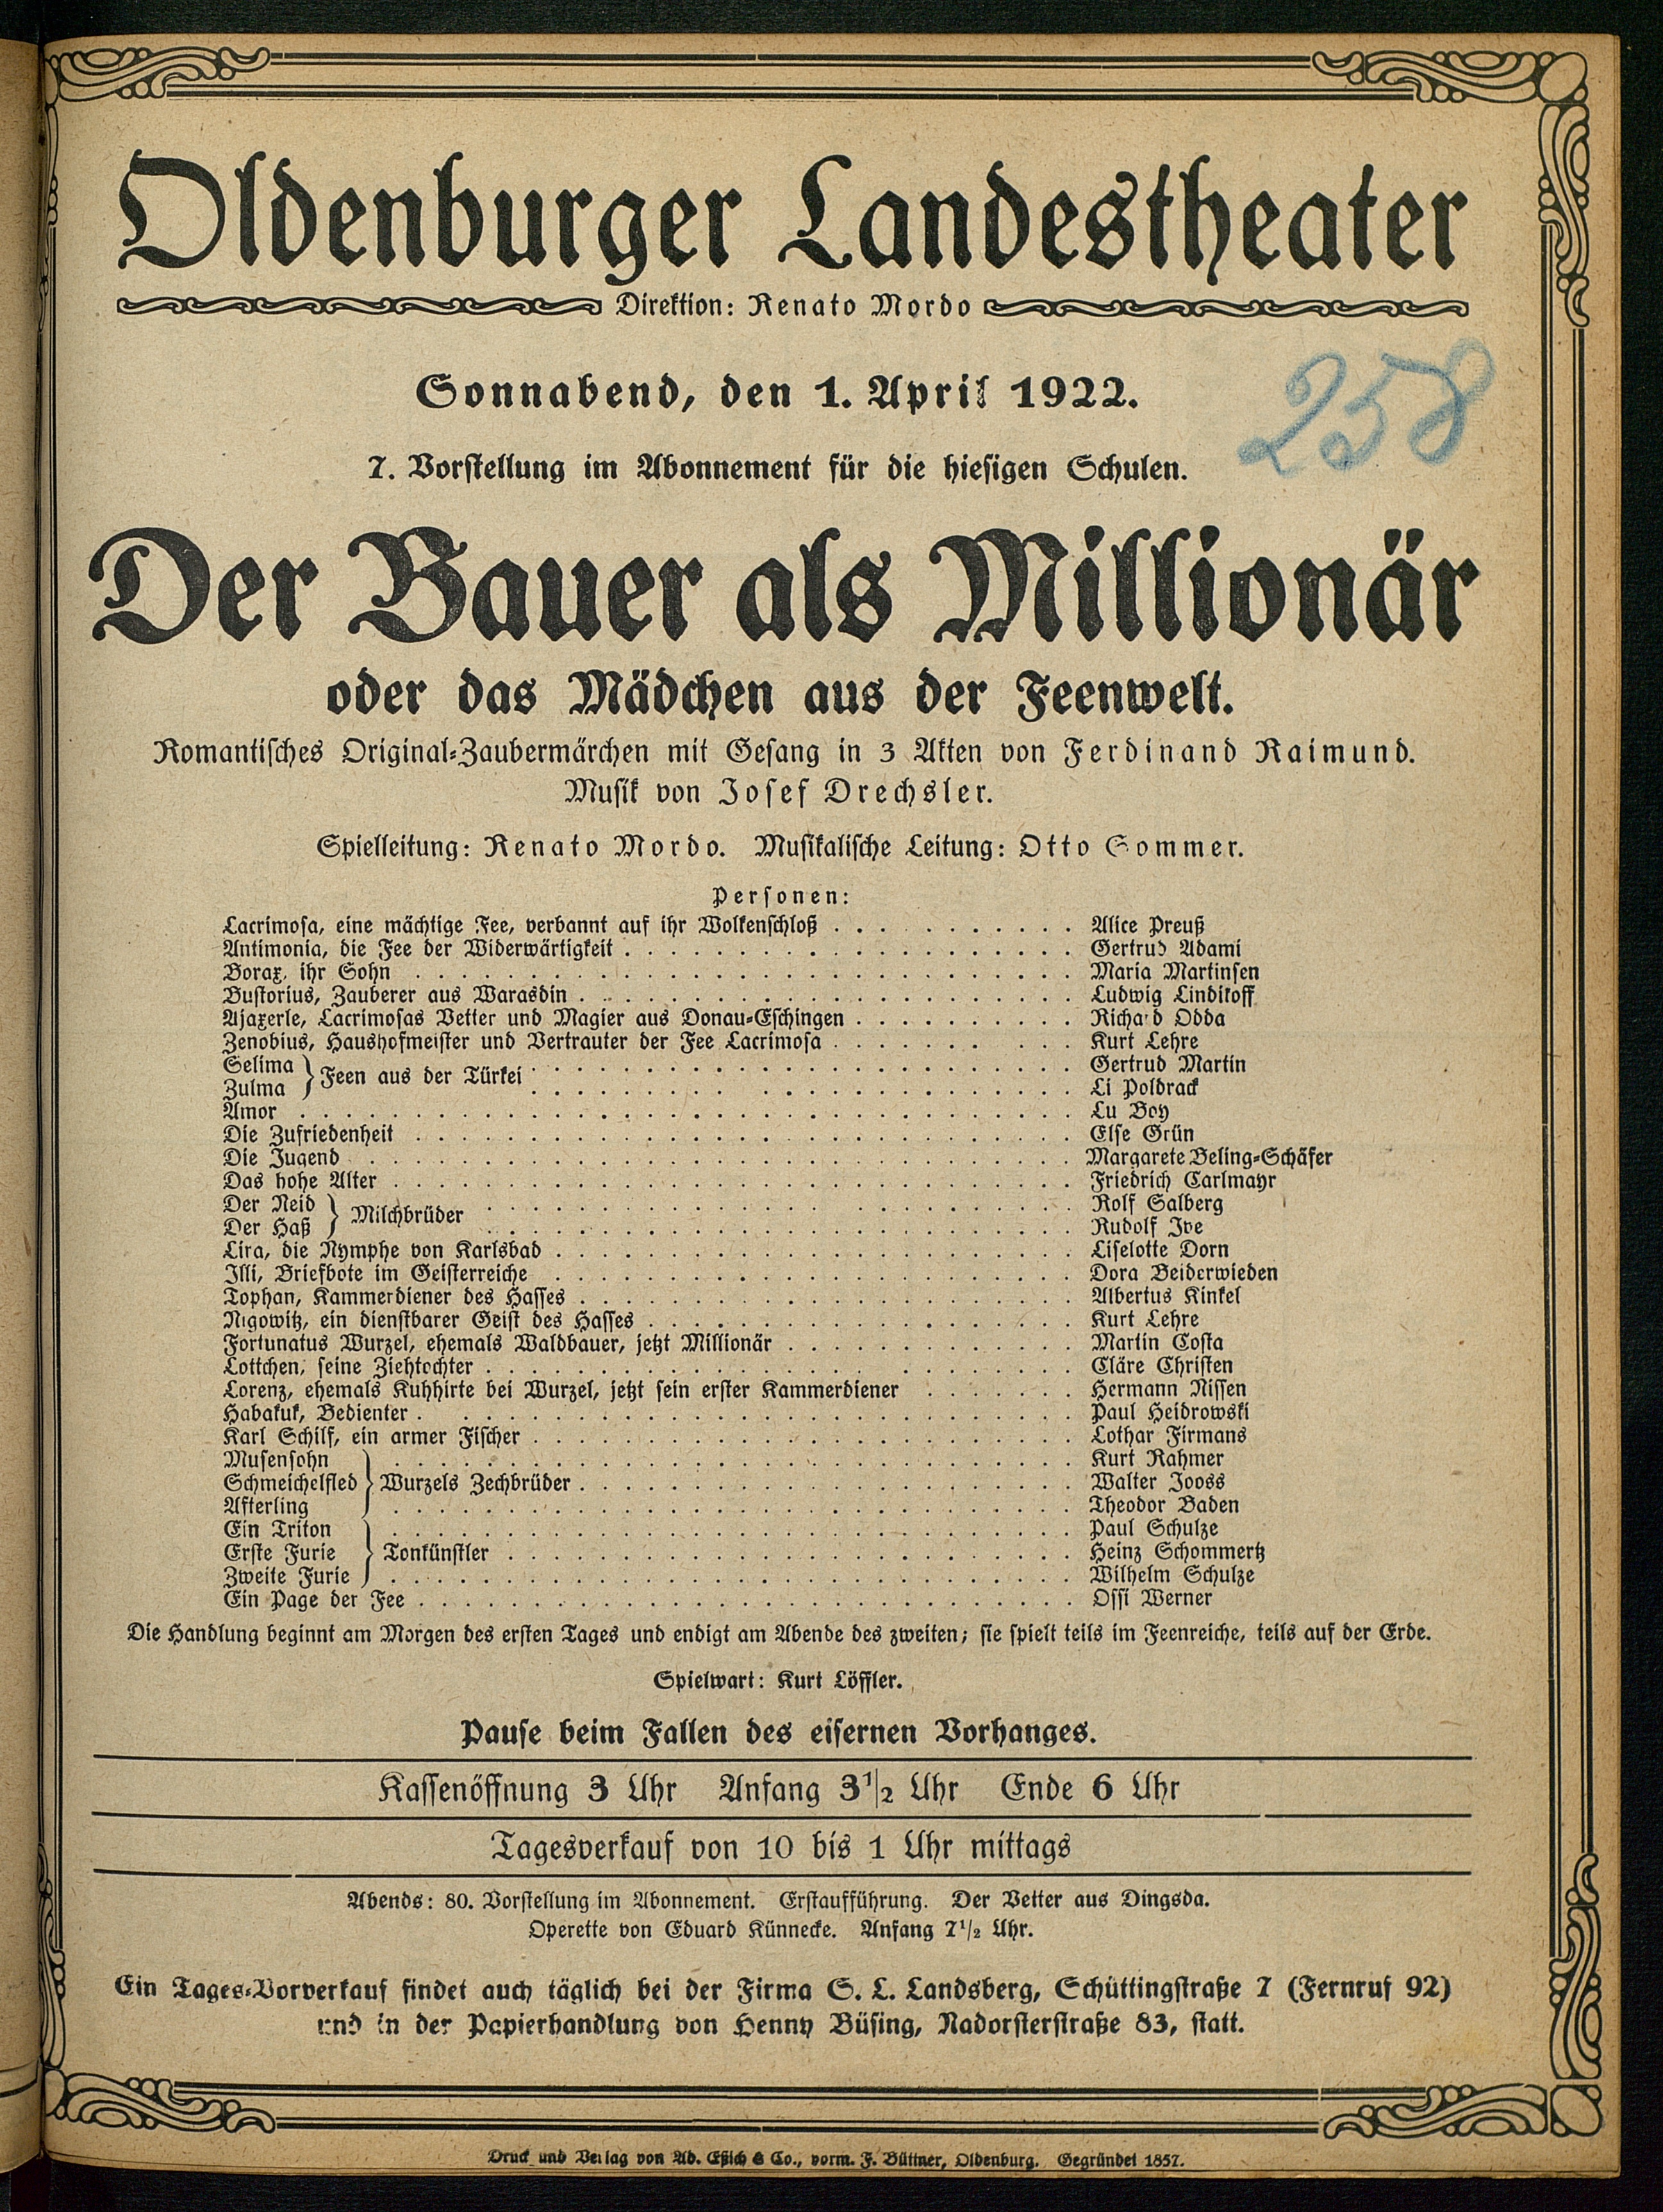 Oldenburger Landestheater
Direktion: Renato Mordo
Sonnabend, den 1. April 1922.
258
7. Vorstellung im Abonnement für die hiesigen Schulen.
Der Bauer als Millionär
oder das Mädchen aus der Feenwelt.
Romantisches Original-Zaubermärchen mit Gesang in 3 Akten von Ferdinand Raimund.
Musik von Josef Drechsler.
Spielleitung: Renato Mordo. Musikalische Leitung: Otto Sommer.
Personen:
Lacrimosa, eine mächtige Fee, verbannt auf ihr Wolkenschloß . . . . . . . . . . . Alice Preuß
Antimonia, die Fee der Widerwärtigkeit . . . . . . . . . . . Gertrud Adami
Borax, ihr Sohn . . . . . . . . . . . Maria Martinsen
Bustorius, Zauberer aus Warasdin . . . . . . . . . . . Ludwig Lindikoff
Ajaxerle, Lacrimosas Vetter und Magier aus Donau-Eschingen . . . . . . . . . . Richard Odda
Zenobius, Haushofmeister und Vertrauter der Fee Lacrimosa . . . . . . . . . . Kurt Lehre
Selima } Feen aus der Türkei . . . . . . . . . . Gertrud Martin
Zulma } . . . . . . . . . . Li Poldrack
Amor . . . . . . . . . . Lu Boy
Die Zufriedenheit . . . . . . . . . . Else Grün
Die Jugend . . . . . . . . . . Margarete Beling-Schäfer
Das hohe Alter . . . . . . . . . . Friedrich Carlmayr
Der Neid } Milchbrüder . . . . . . . . . . Rolf Salberg
Der Haß } . . . . . . . . . . Rudolf Ive
Lira, die Nymphe von Karlsbad . . . . . . . . . . Liselotte Dorn
Illi, Briefbote im Geisterreiche . . . . . . . . . . Dora Beiderwieden
Tophan, Kammerdiener des Hasses . . . . . . . . . . Albertus Kinkel
Nigowitz, ein dienstbarer Geist des Hasses . . . . . . . . . . Kurt Lehre
Fortunatus Wurzel, ehemals Waldbauer, jetzt Millionär . . . . . . . . . . Martin Costa
Lottchen, seine Ziehtochter . . . . . . . . . . Cläre Christen
Lorenz, ehemals Kuhhirte bei Wurzel, jetzt sein erster Kammerdiener . . . . . . . Hermann Nissen
Habakuk, Bedienter . . . . . . . . . . Paul Heidrowski
Karl Schilf, ein armer Fischer . . . . . . . . . . Lothar Firmans
Musensohn } . . . . . . . . . . Kurt Rahmer
Schmeichelfled } Wurzels Zechbrüder . . . . . . . . . . Walter Jooss
Afterling } . . . . . . . . . . Theodor Baden
Ein Triton } . . . . . . . . . . Paul Schulze
Erste Furie } Tonkünstler . . . . . . . . . . Heinz Schommertz
Zweite Furie } . . . . . . . . . . Wilhelm Schulze
Ein Page der Fee . . . . . . . . . . Ossi Werner
Die Handlung beginnt am Morgen des ersten Tages und endigt am Abende des zweiten; sie spielt teils im Feenreiche, teils auf der Erde.
Spielwart: Kurt Löffler.
Pause beim Fallen des eisernen Vorhanges.
Kassenöffnung 3 Uhr Anfang 3½ Uhr Ende 6 Uhr
Tagesverkauf von 10 bis 1 Uhr mittags
Abends: 80. Vorstellung im Abonnement. Erstaufführung. Der Vetter aus Dingsda.
Operette von Eduard Künnecke. Anfang 7½ Uhr.
Ein Tages-Vorverkauf findet auch täglich bei der Firma S. L. Landsberg, Schüttingstraße 7 (Fernruf 92)
und in der Papierhandlung von Henny Büsing, Nadorsterstraße 83, statt.
Druck und Verlag von Ad. Eßich & Co., vorm. F. Büttner, Oldenburg. Gegründet 1857.